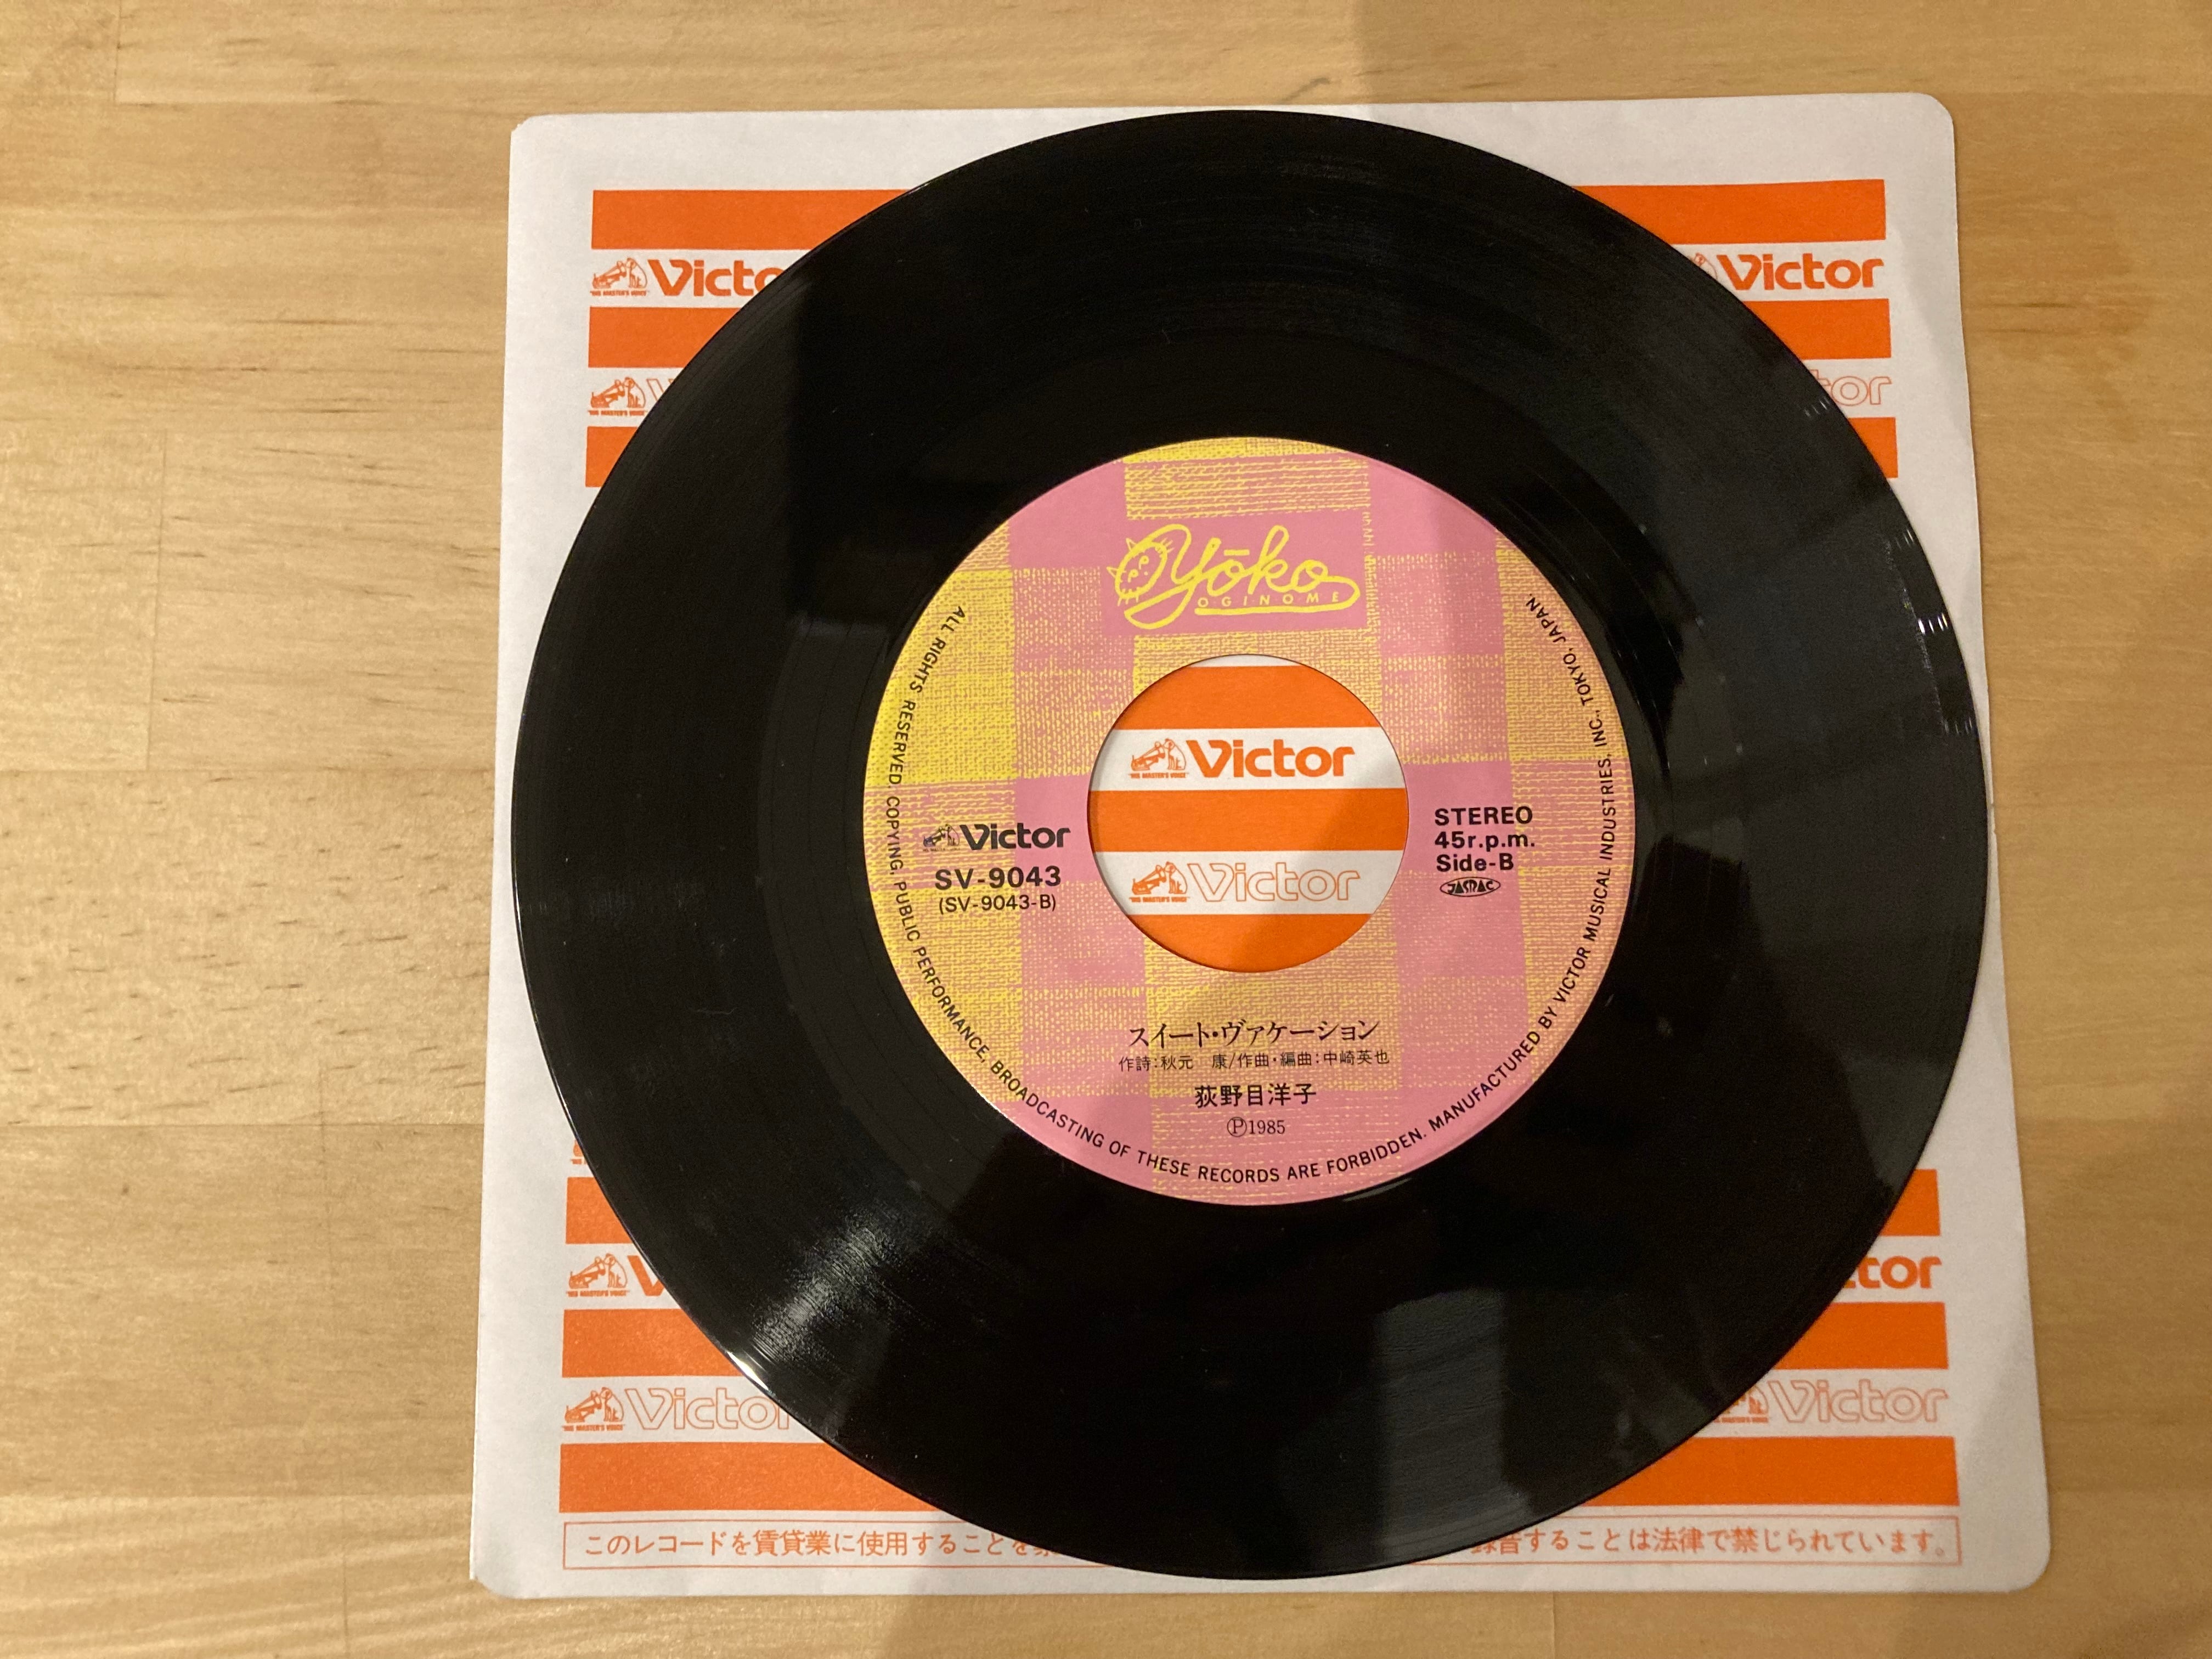 Victor
Victor
Yōko
OGINOME
Victor
SV-9043
(SV-9043-B)
Victor
Victor
STEREO
45r.p.m.
Side-B
JASRAC
スイート・ヴァケーション
作詩:秋元 康/作曲・編曲:中崎英也
荻野目洋子
Ⓟ1985
ALL RIGHTS RESERVED. COPYING, PUBLIC PERFORMANCE, BROADCASTING OF THESE RECORDS ARE FORBIDDEN. MANUFACTURED BY VICTOR MUSICAL INDUSTRIES, INC., TOKYO, JAPAN.
Victor
Victor
このレコードを賃貸業に使用することを
することは法律で禁じられています。